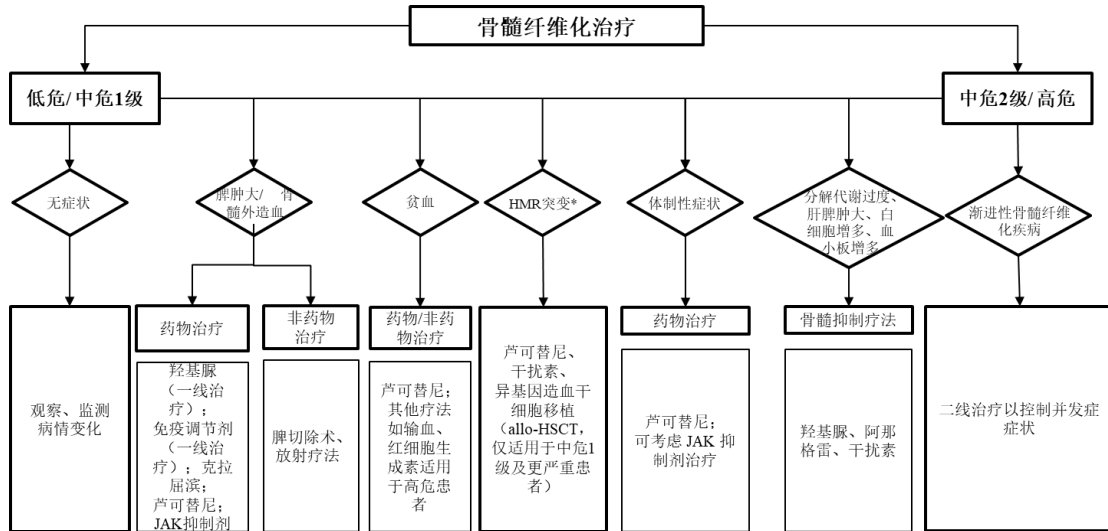 骨髓纤维化治疗
低危/ 中危1级
中危2级/ 高危
无症状
脾肿大/ 骨
髓外造血
贫血
HMR突变*
体制性症状
分解代谢过度、
肝脾肿大、白
细胞增多、血
小板增多
渐进性骨髓纤维
化疾病
观察、监测
病情变化
药物治疗
羟基脲
（一线治
疗）；
免疫调节剂
（一线治
疗）；克拉
屈滨；
芦可替尼；
JAK抑制剂
非药物
治疗
脾切除术、
放射疗法
药物/非药
物治疗
芦可替尼；
其他疗法
如输血、
红细胞生
成素适用
于高危患
者
芦可替尼、
干扰素、
异基因造血干
细胞移植
（allo-HSCT，
仅适用于中危1
级及更严重患
者）
药物治疗
芦可替尼；
可考虑 JAK 抑
制剂治疗
骨髓抑制疗法
羟基脲、阿那
格雷、干扰素
二线治疗以控制并发症
症状